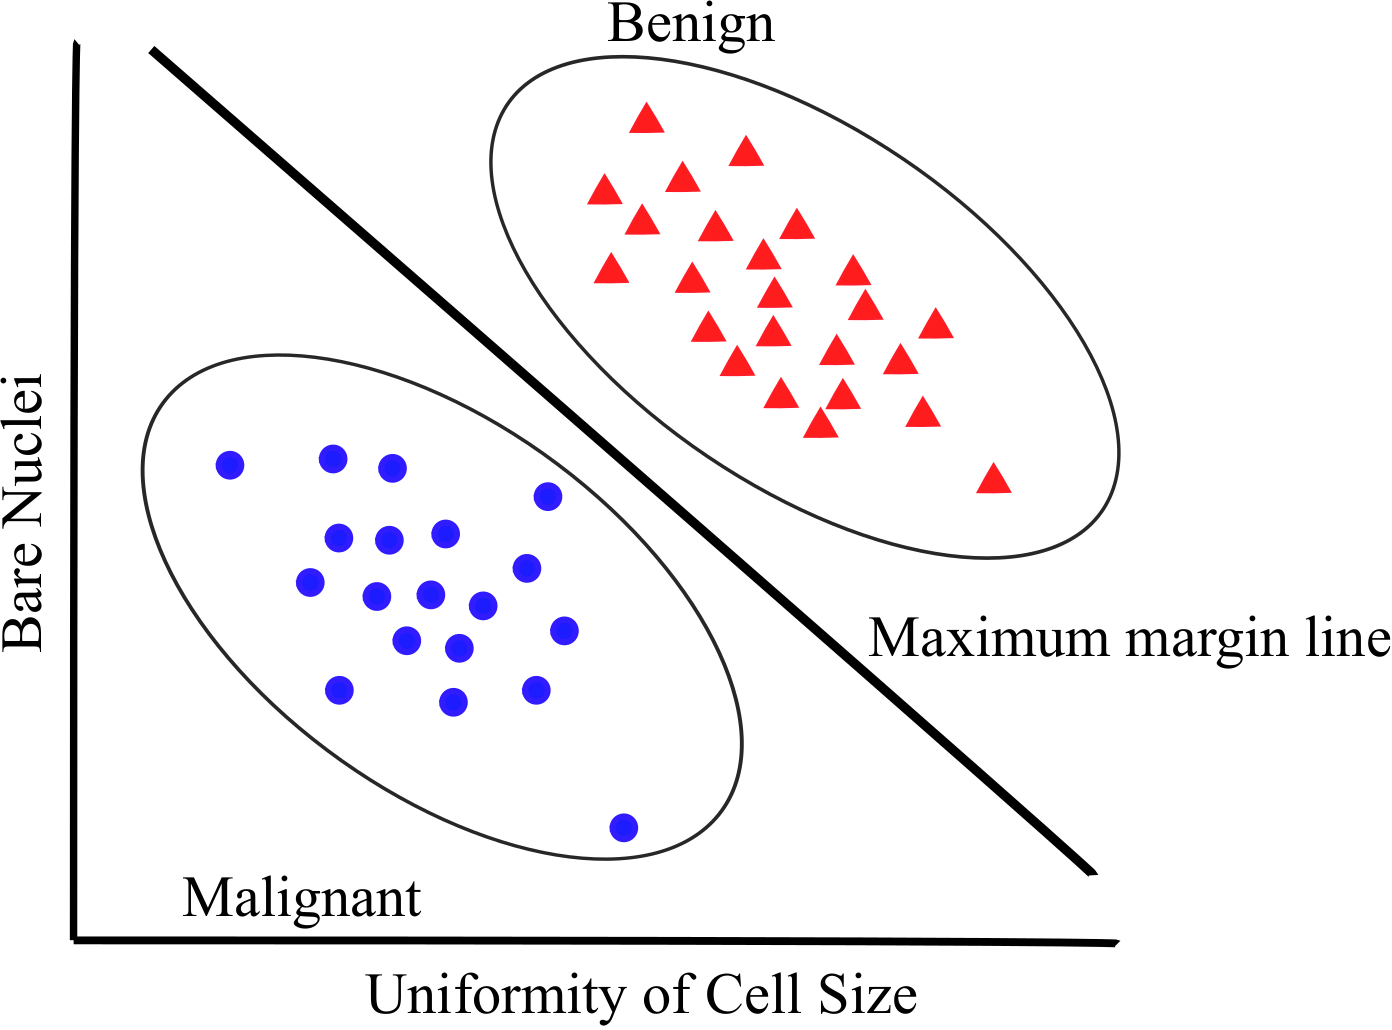 Benign
Bare Nuclei
Maximum margin line
Malignant
Uniformity of Cell Size